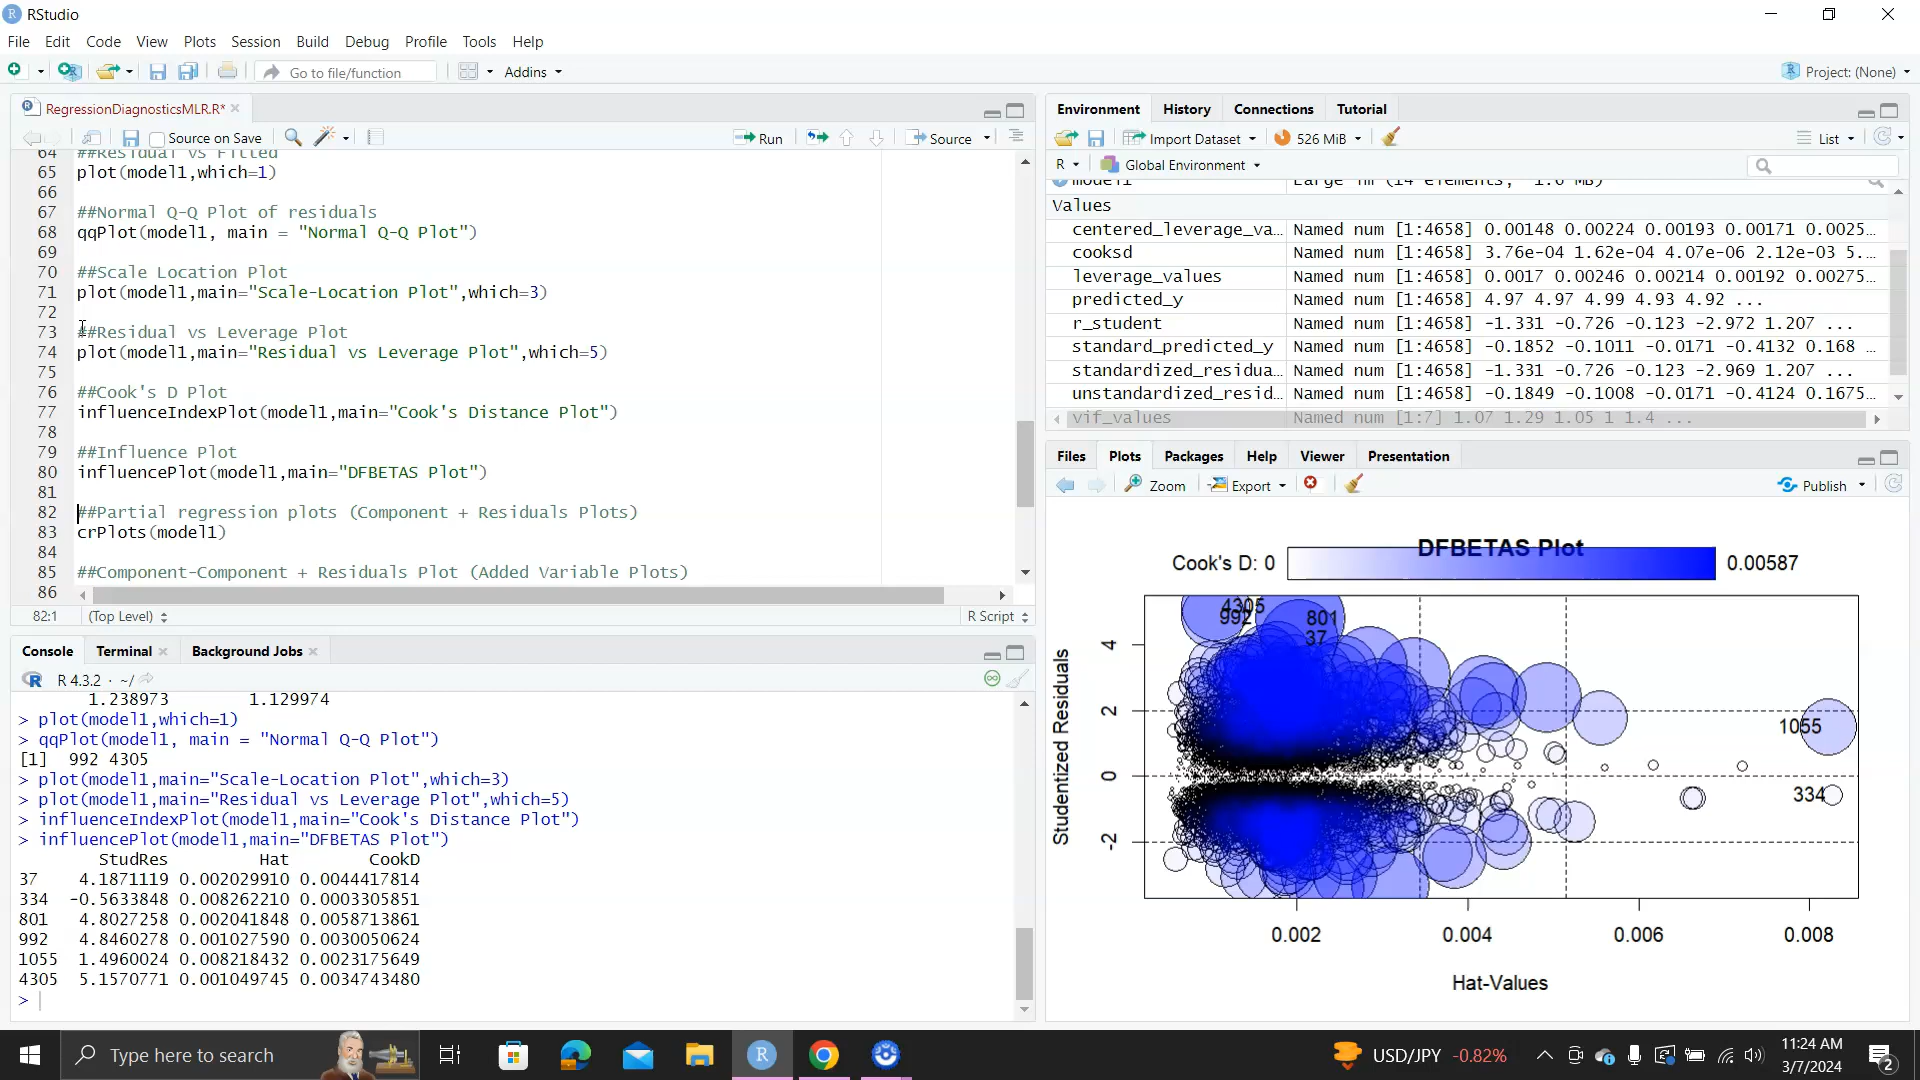 RStudio
File Edit Code View Plots Session Build Debug Profile Tools Help
Go to file/function Addins Project: (None)
RegressionDiagnosticsMLR.R*
Source on Save Run Source
64 ##Residual vs Fitted
65 plot(model1,which=1)
66
67 ##Normal Q-Q Plot of residuals
68 qqPlot(model1, main = "Normal Q-Q Plot")
69
70 ##Scale Location Plot
71 plot(model1,main="Scale-Location Plot",which=3)
72
73 ##Residual vs Leverage Plot
74 plot(model1,main="Residual vs Leverage Plot",which=5)
75
76 ##Cook's D Plot
77 influenceIndexPlot(model1,main="Cook's Distance Plot")
78
79 ##Influence Plot
80 influencePlot(model1,main="DFBETAS Plot")
81
82 ##Partial regression plots (Component + Residuals Plots)
83 crPlots(model1)
84
85 ##Component-Component + Residuals Plot (Added Variable Plots)
86
82:1 (Top Level) R Script
Console Terminal Background Jobs
R 4.3.2 · ~/
1.238973 1.129974
> plot(model1,which=1)
> qqPlot(model1, main = "Normal Q-Q Plot")
[1] 992 4305
> plot(model1,main="Scale-Location Plot",which=3)
> plot(model1,main="Residual vs Leverage Plot",which=5)
> influenceIndexPlot(model1,main="Cook's Distance Plot")
> influencePlot(model1,main="DFBETAS Plot")
StudRes Hat CookD
37 4.1871119 0.002029910 0.0044417814
334 -0.5633848 0.008262210 0.0003305851
801 4.8027258 0.002041848 0.0058713861
992 4.8460278 0.001027590 0.0030050624
1055 1.4960024 0.008218432 0.0023175649
4305 5.1570771 0.001049745 0.0034743480
>
Environment History Connections Tutorial
Import Dataset 526 MiB List
R Global Environment
model1 Large lm (14 elements, 1.6 MB)
Values
centered_leverage_va… Named num [1:4658] 0.00148 0.00224 0.00193 0.00171 0.0025…
cooksd Named num [1:4658] 3.76e-04 1.62e-04 4.07e-06 2.12e-03 5.…
leverage_values Named num [1:4658] 0.0017 0.00246 0.00214 0.00192 0.00275…
predicted_y Named num [1:4658] 4.97 4.97 4.99 4.93 4.92 ...
r_student Named num [1:4658] -1.331 -0.726 -0.123 -2.972 1.207 ...
standard_predicted_y Named num [1:4658] -0.1852 -0.1011 -0.0171 -0.4132 0.168 …
standardized_residua… Named num [1:4658] -1.331 -0.726 -0.123 -2.969 1.207 ...
unstandardized_resid… Named num [1:4658] -0.1849 -0.1008 -0.0171 -0.4124 0.1675…
vif_values Named num [1:7] 1.07 1.29 1.05 1 1.4 ...
Files Plots Packages Help Viewer Presentation
Zoom Export Publish
DFBETAS Plot
Cook's D: 0 0.00587
4305
992
801
37
1055
334
4
2
0
-2
Studentized Residuals
0.002 0.004 0.006 0.008
Hat-Values
Type here to search
USD/JPY -0.82%
11:24 AM
3/7/2024
2